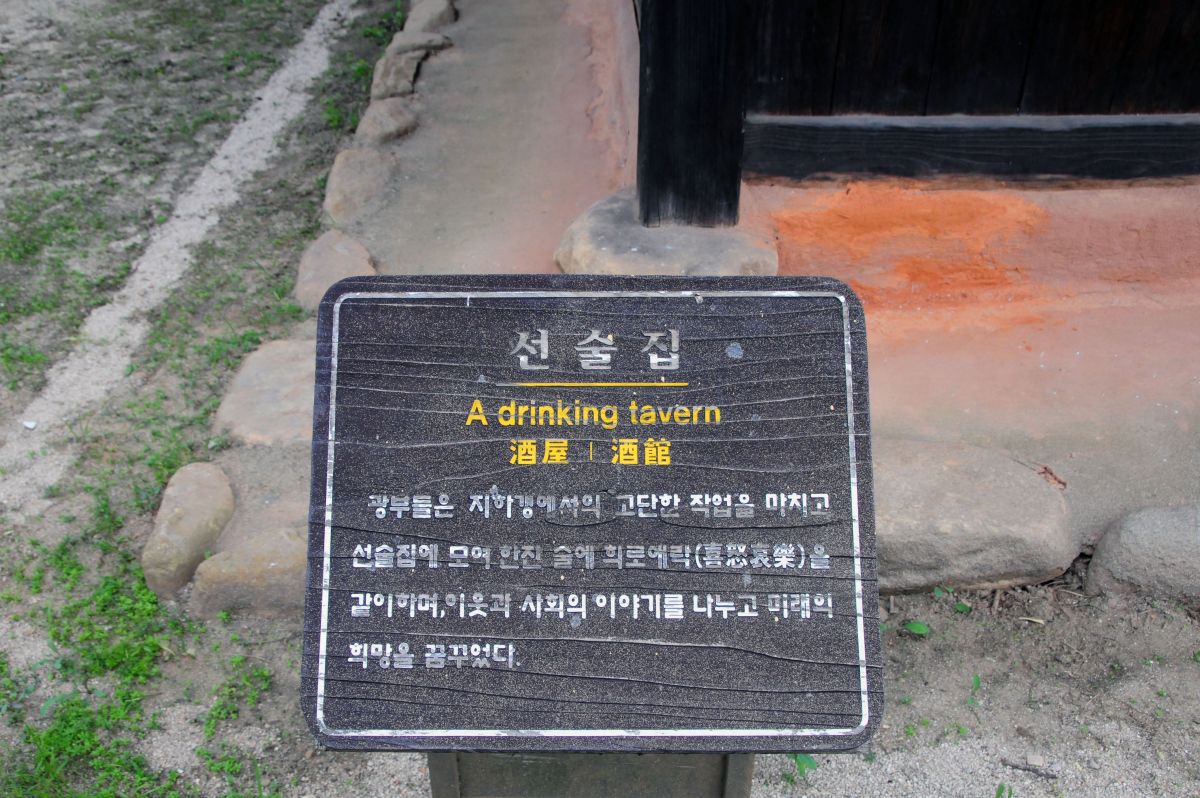 선술집
A drinking tavern
酒屋 | 酒館
광부들은 지하갱에서의 고단한 작업을 마치고
선술집에 모여 한잔 술에 희로애락(喜怒哀樂)을
같이하며, 이웃과 사회의 이야기를 나누고 미래의
희망을 꿈꾸었다.